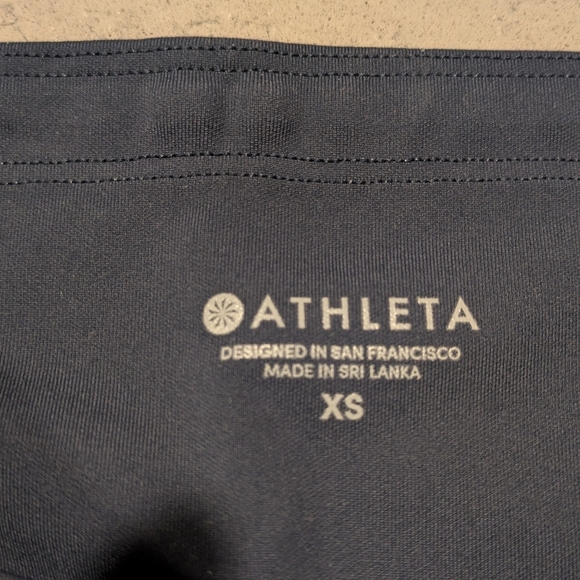 ATHLETA
DESIGNED IN SAN FRANCISCO
MADE IN SRI LANKA
XS